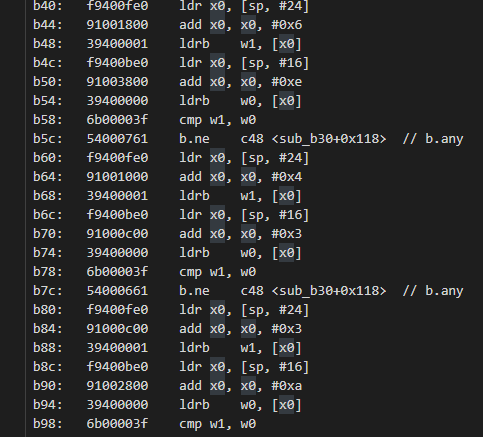 b40: f9400fe0 ldr x0, [sp, #24]
b44: 91001800 add x0, x0, #0x6
b48: 39400001 ldrb w1, [x0]
b4c: f9400be0 ldr x0, [sp, #16]
b50: 91003800 add x0, x0, #0xe
b54: 39400000 ldrb w0, [x0]
b58: 6b00003f cmp w1, w0
b5c: 54000761 b.ne c48 <sub_b30+0x118> // b.any
b60: f9400fe0 ldr x0, [sp, #24]
b64: 91001000 add x0, x0, #0x4
b68: 39400001 ldrb w1, [x0]
b6c: f9400be0 ldr x0, [sp, #16]
b70: 91000c00 add x0, x0, #0x3
b74: 39400000 ldrb w0, [x0]
b78: 6b00003f cmp w1, w0
b7c: 54000661 b.ne c48 <sub_b30+0x118> // b.any
b80: f9400fe0 ldr x0, [sp, #24]
b84: 91000c00 add x0, x0, #0x3
b88: 39400001 ldrb w1, [x0]
b8c: f9400be0 ldr x0, [sp, #16]
b90: 91002800 add x0, x0, #0xa
b94: 39400000 ldrb w0, [x0]
b98: 6b00003f cmp w1, w0